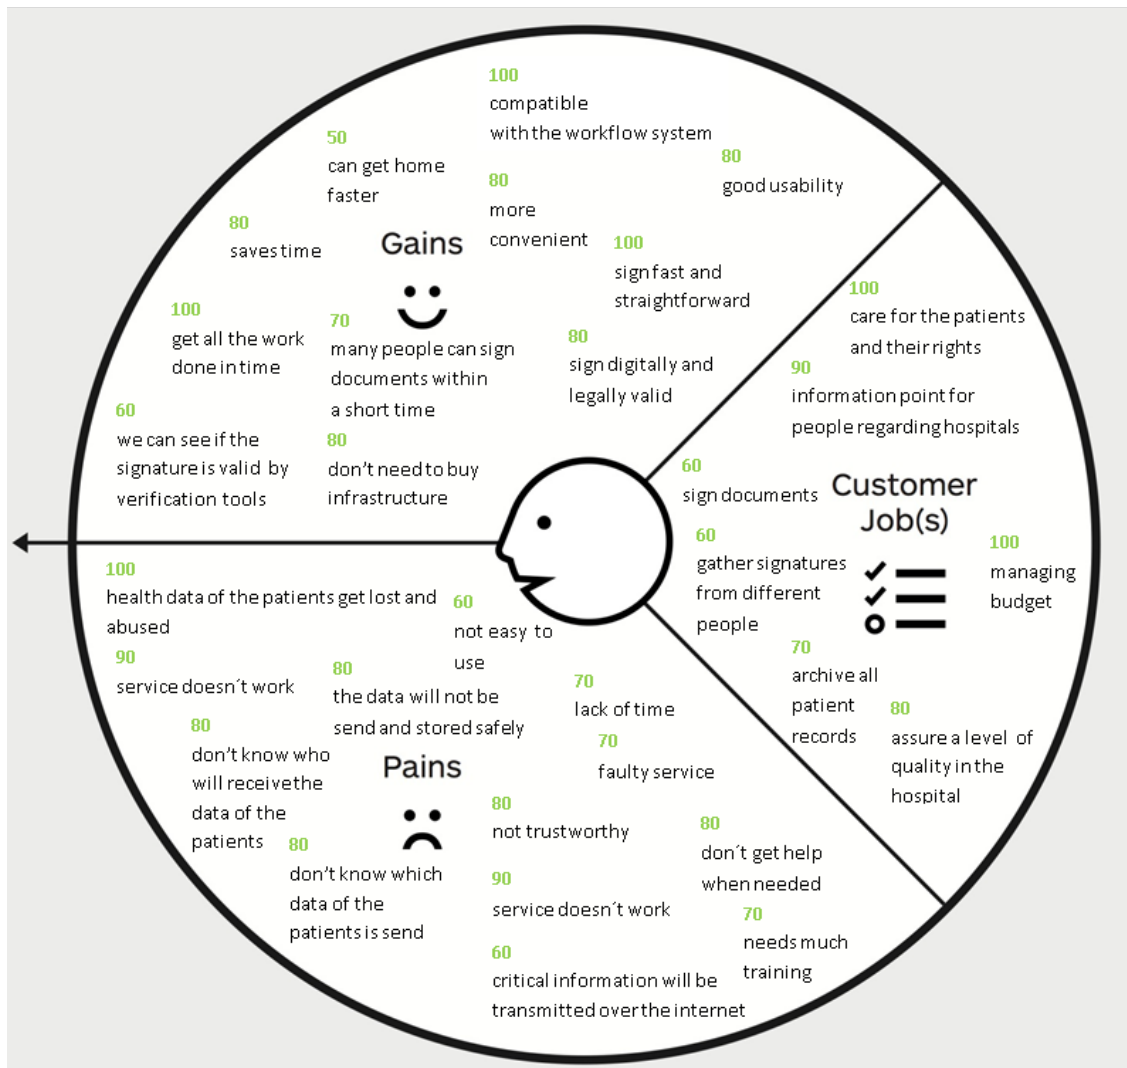 100
compatible
with the workflow system
50
can get home
faster
80
good usability
80
more
convenient
80
saves time
Gains
100
sign fast and
straightforward
100
get all the work
done in time
70
many people can sign
documents within
a short time
80
sign digitally and
legally valid
60
we can see if the
signature is valid by
verification tools
80
don't need to buy
infrastructure
100
care for the patients
and their rights
90
information point for
people regarding hospitals
60
sign documents
Customer
Job(s)
60
gather signatures
from different
people
100
managing
budget
70
archive all
patient
records
80
assure a level of
quality in the
hospital
100
health data of the patients get lost and
abused
60
not easy to
use
90
service doesn´t work
80
the data will not be
send and stored safely
70
lack of time
80
don't know who
will receive the
data of the
patients
70
faulty service
Pains
80
not trustworthy
80
don´t get help
when needed
80
don't know which
data of the
patients is send
90
service doesn´t work
70
needs much
training
60
critical information will be
transmitted over the internet